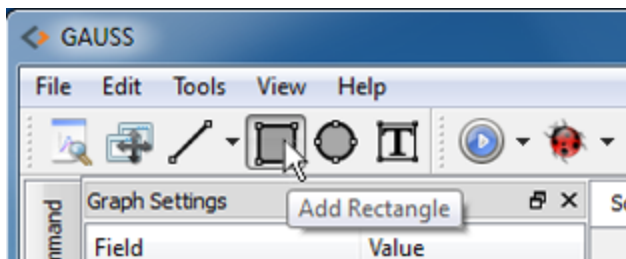 GAUSS
File Edit Tools View Help
T
Graph Settings
Add Rectangle
Field Value